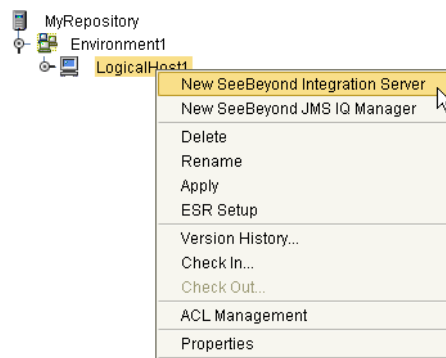 MyRepository
Environment1
LogicalHost1
New SeeBeyond Integration Server
New SeeBeyond JMS IQ Manager
Delete
Rename
Apply
ESR Setup
Version History...
Check In...
Check Out...
ACL Management
Properties